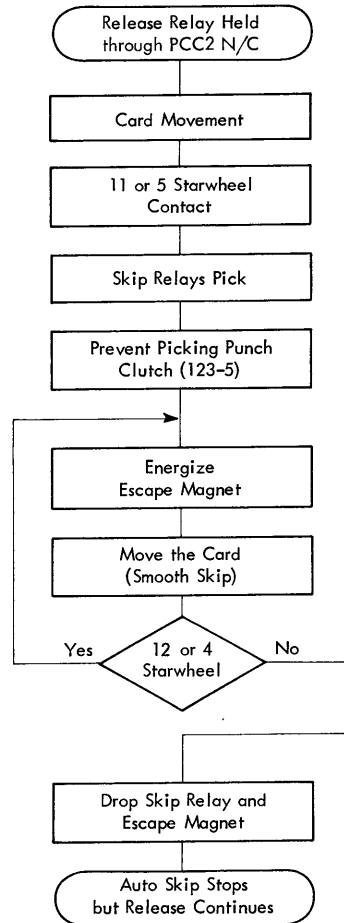 Release Relay Held
through PCC2 N/C
Card Movement
11 or 5 Starwheel
Contact
Skip Relays Pick
Prevent Picking Punch
Clutch (123-5)
Energize
Escape Magnet
Move the Card
(Smooth Skip)
Yes
12 or 4
Starwheel
No
Drop Skip Relay and
Escape Magnet
Auto Skip Stops
but Release Continues